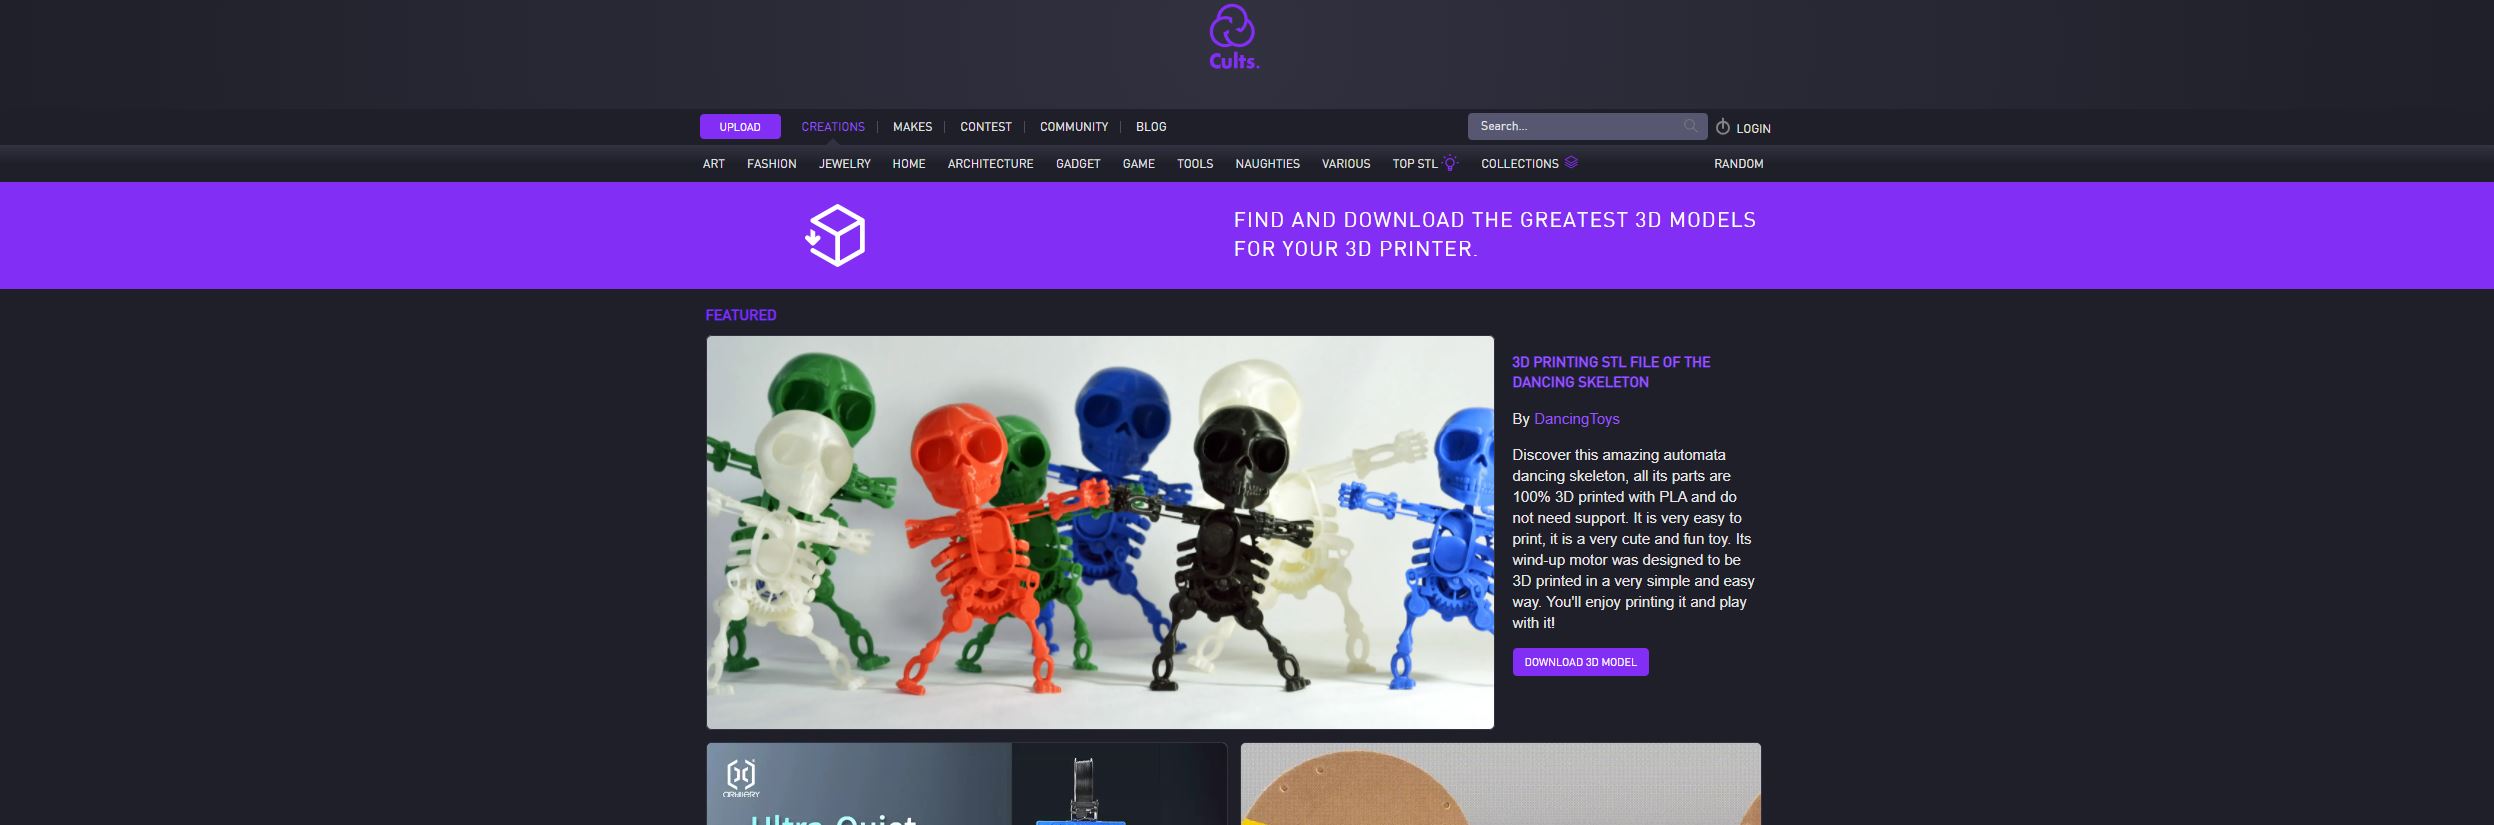 Cults.
UPLOAD
CREATIONS
MAKES
CONTEST
COMMUNITY
BLOG
Search...
LOGIN
ART
FASHION
JEWELRY
HOME
ARCHITECTURE
GADGET
GAME
TOOLS
NAUGHTIES
VARIOUS
TOP STL
COLLECTIONS
RANDOM
FIND AND DOWNLOAD THE GREATEST 3D MODELS
FOR YOUR 3D PRINTER.
FEATURED
3D PRINTING STL FILE OF THE
DANCING SKELETON
By DancingToys
Discover this amazing automata
dancing skeleton, all its parts are
100% 3D printed with PLA and do
not need support. It is very easy to
print, it is a very cute and fun toy. Its
wind-up motor was designed to be
3D printed in a very simple and easy
way. You'll enjoy printing it and play
with it!
DOWNLOAD 3D MODEL
ARTILLERY
Ultra Quiet